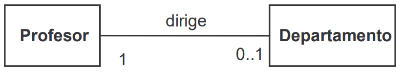 dirige
Profesor
Departamento
1
0..1